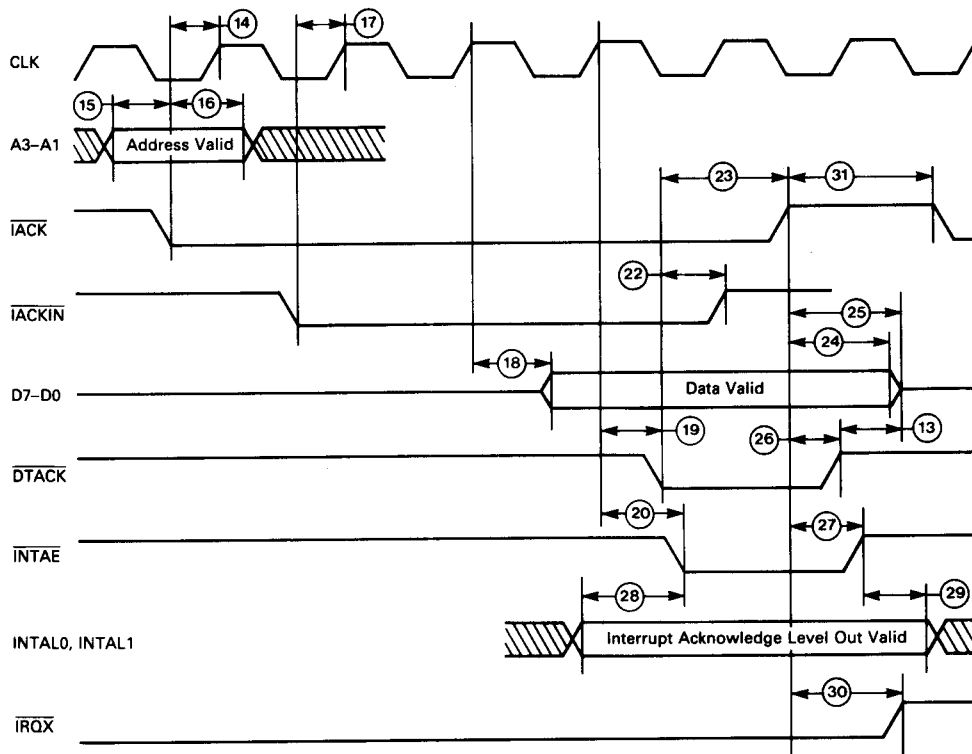 14
17
CLK
15
16
A3–A1
Address Valid
23
31
IACK
22
IACKIN
25
24
18
D7–D0
Data Valid
19
26
13
DTACK
20
27
INTAE
28
29
INTAL0, INTAL1
Interrupt Acknowledge Level Out Valid
30
IRQX